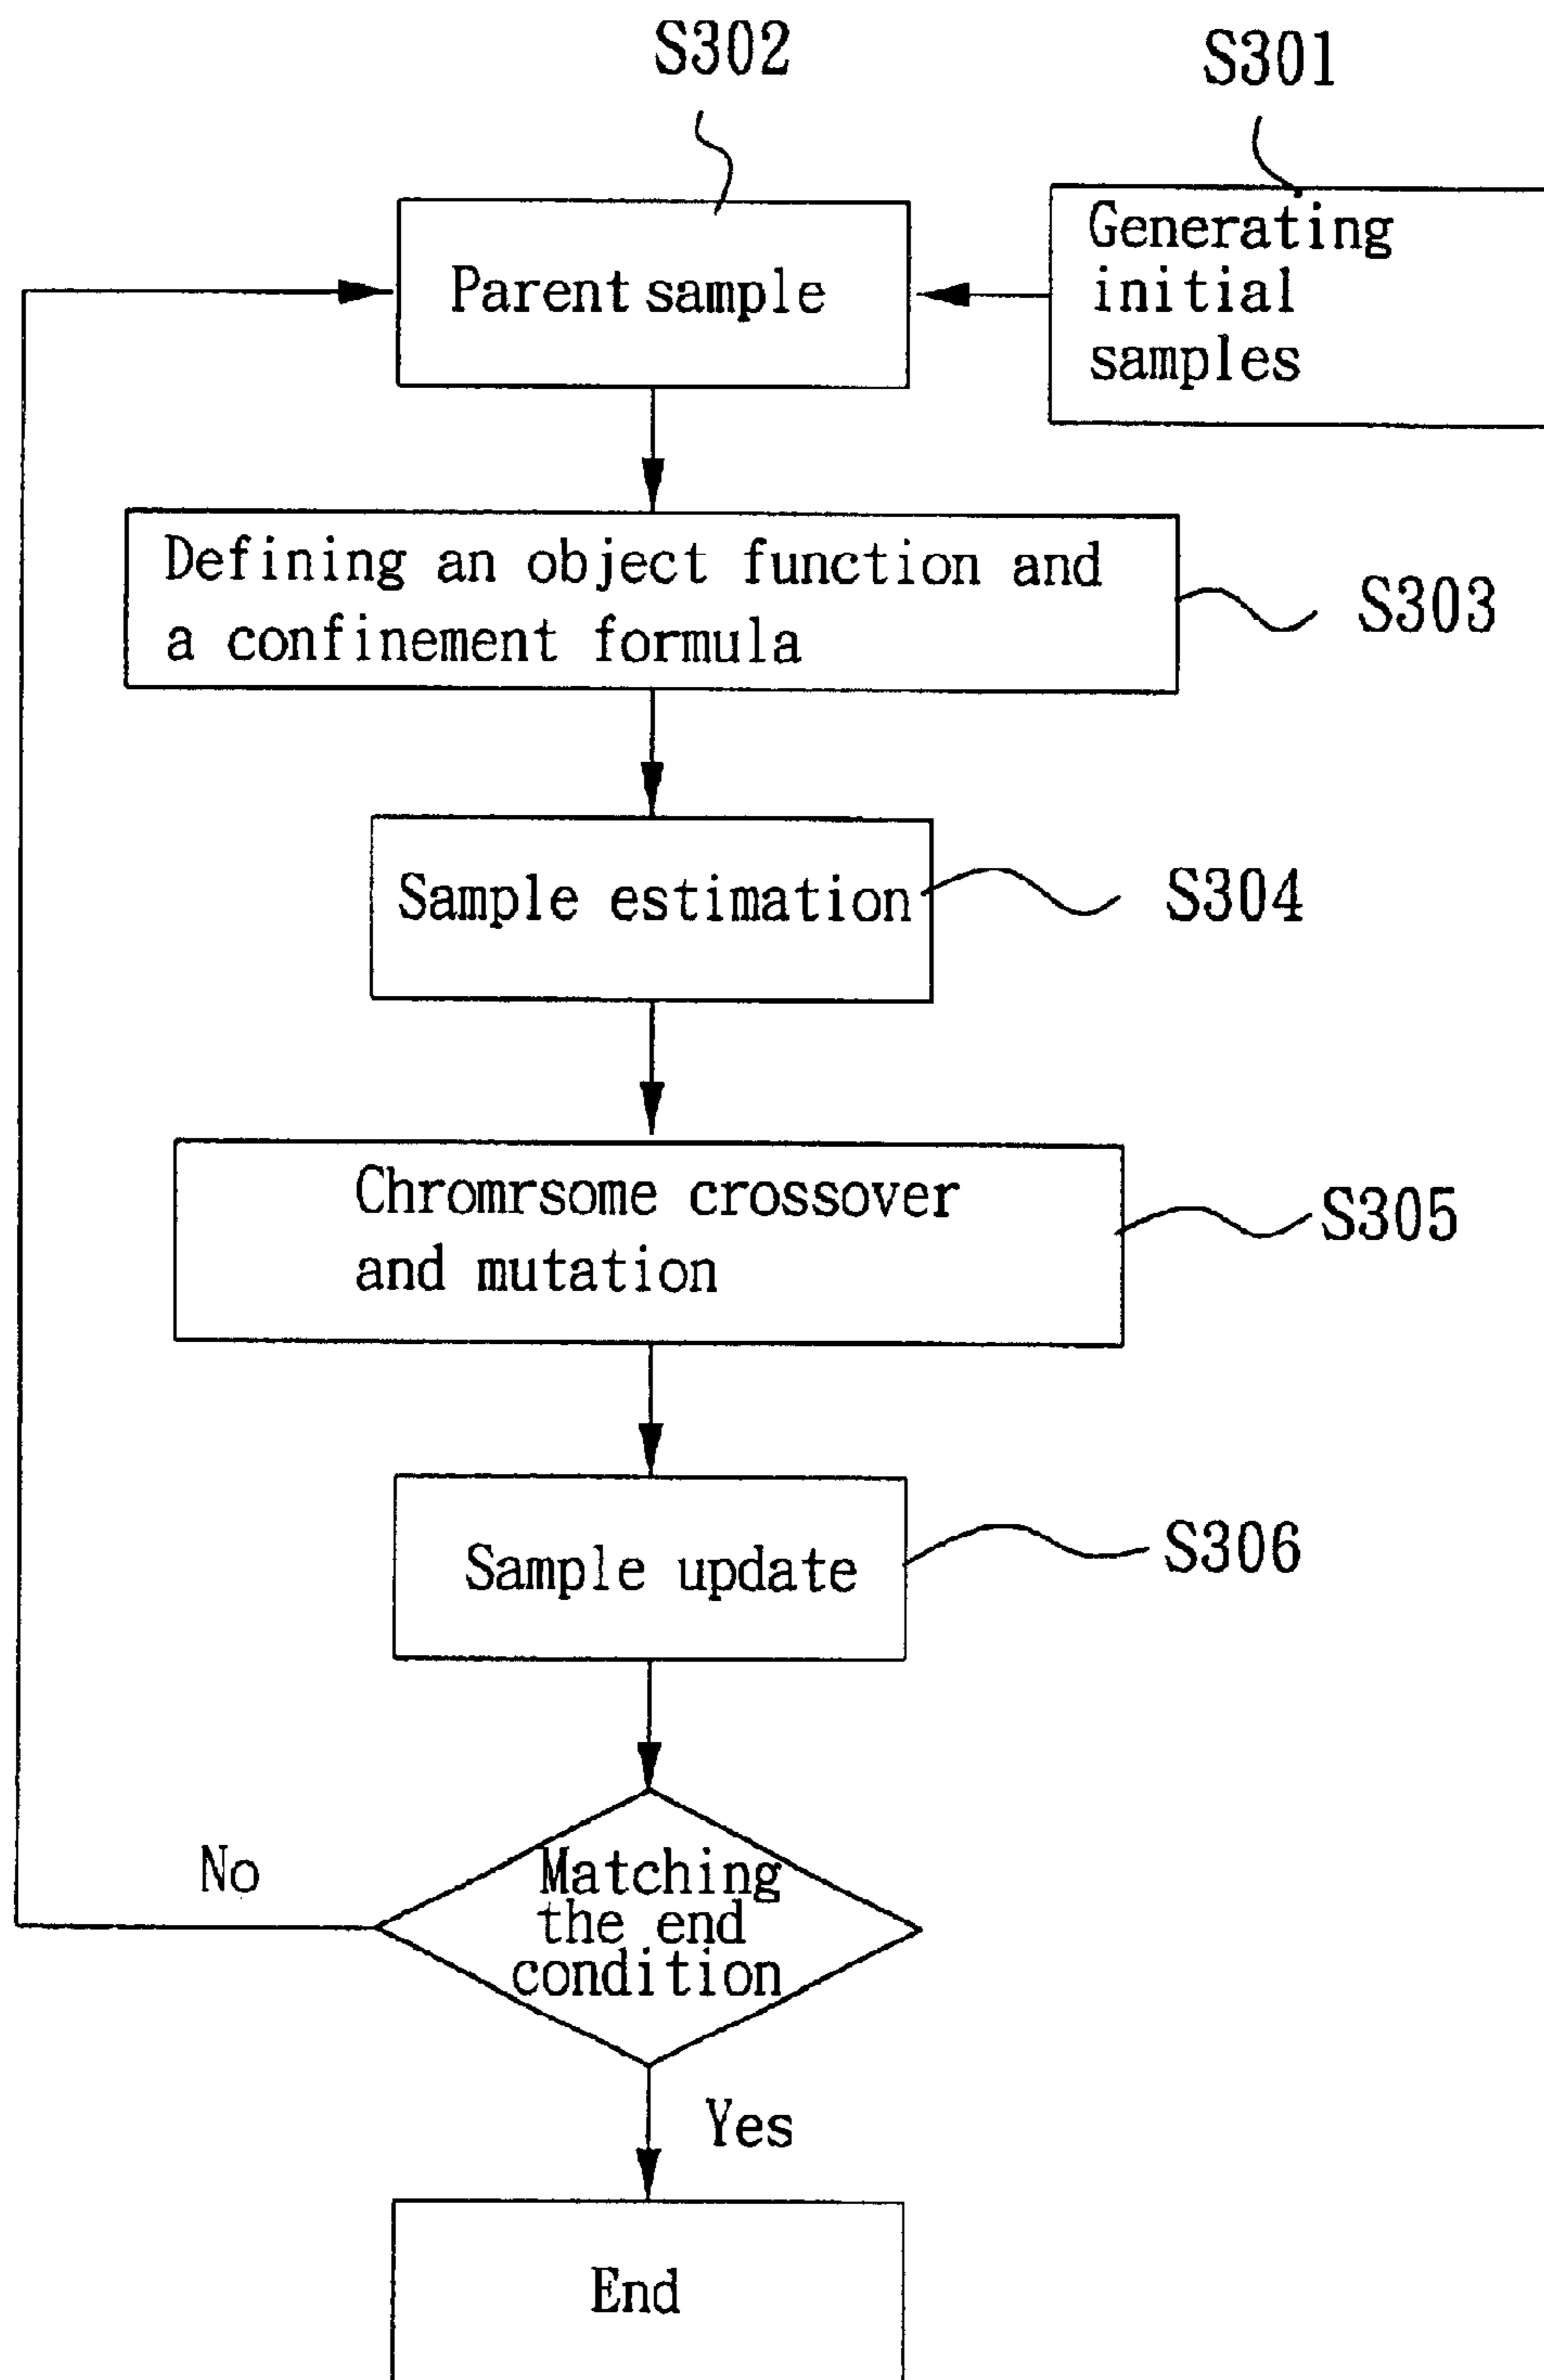 S302
S301
Generating
initial
samples
Parent sample
Defining an object function and
a confinement formula
S303
Sample estimation
S304
Chromrsome crossover
and mutation
S305
Sample update
S306
Matching
the end
condition
No
Yes
End